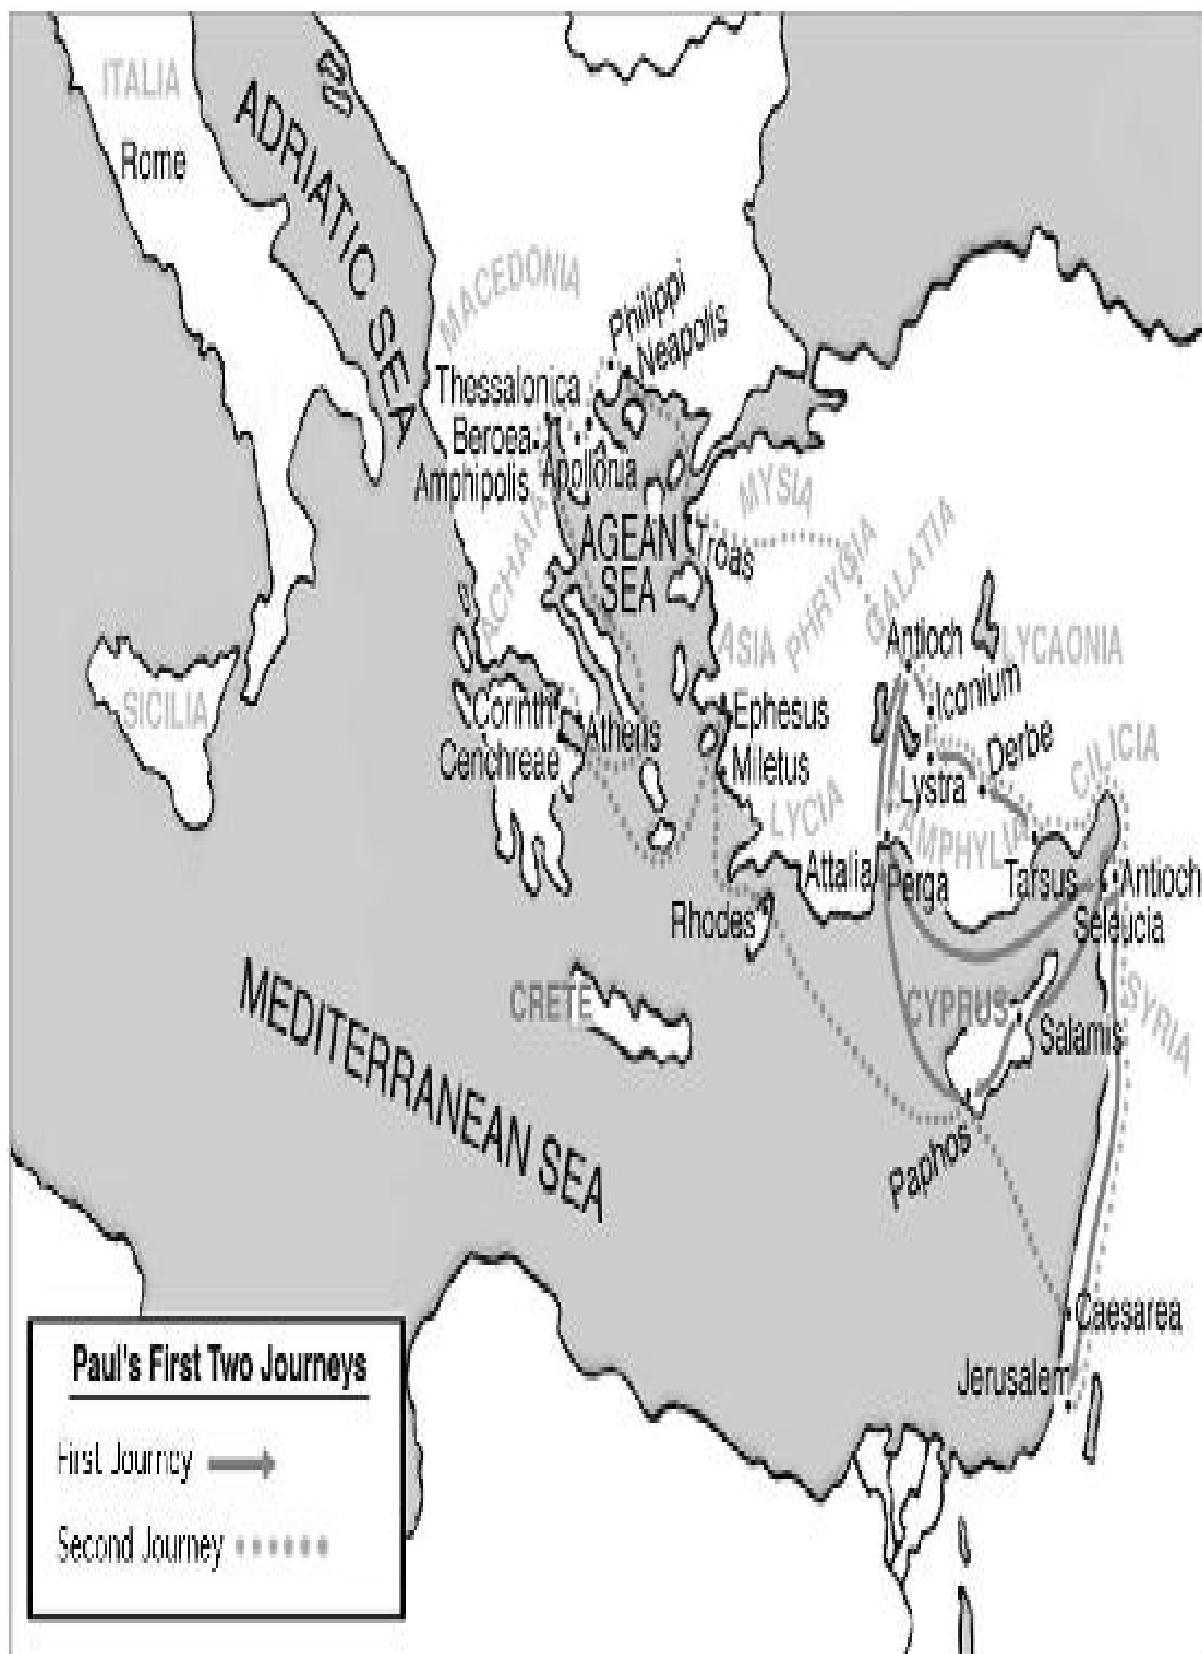 ITALIA
Rome
ADRIATIC SEA
MACEDONIA
Philippi
Neapolis
Thessalonica
Beroea
Amphipolis
Apollorua
MYSIA
AGEAN
SEA
Troas
ACHAIA
PHRYGIA
GALATIA
ASIA
Antioch
LYCAONIA
SICILIA
Iconium
Corinth
Athens
Ephesus
Cenchreae
Miletus
Derbe
CILICIA
Lystra
LYCIA
AMPHYLIA
Attalia
Perga
Tarsus
Antioch
Rhodes
Seleucia
MEDITERRANEAN SEA
CRETE
CYPRUS
Salamis
SYRIA
Paphos
Caesarea
Jerusalem
Paul's First Two Journeys
First Journey
Second Journey